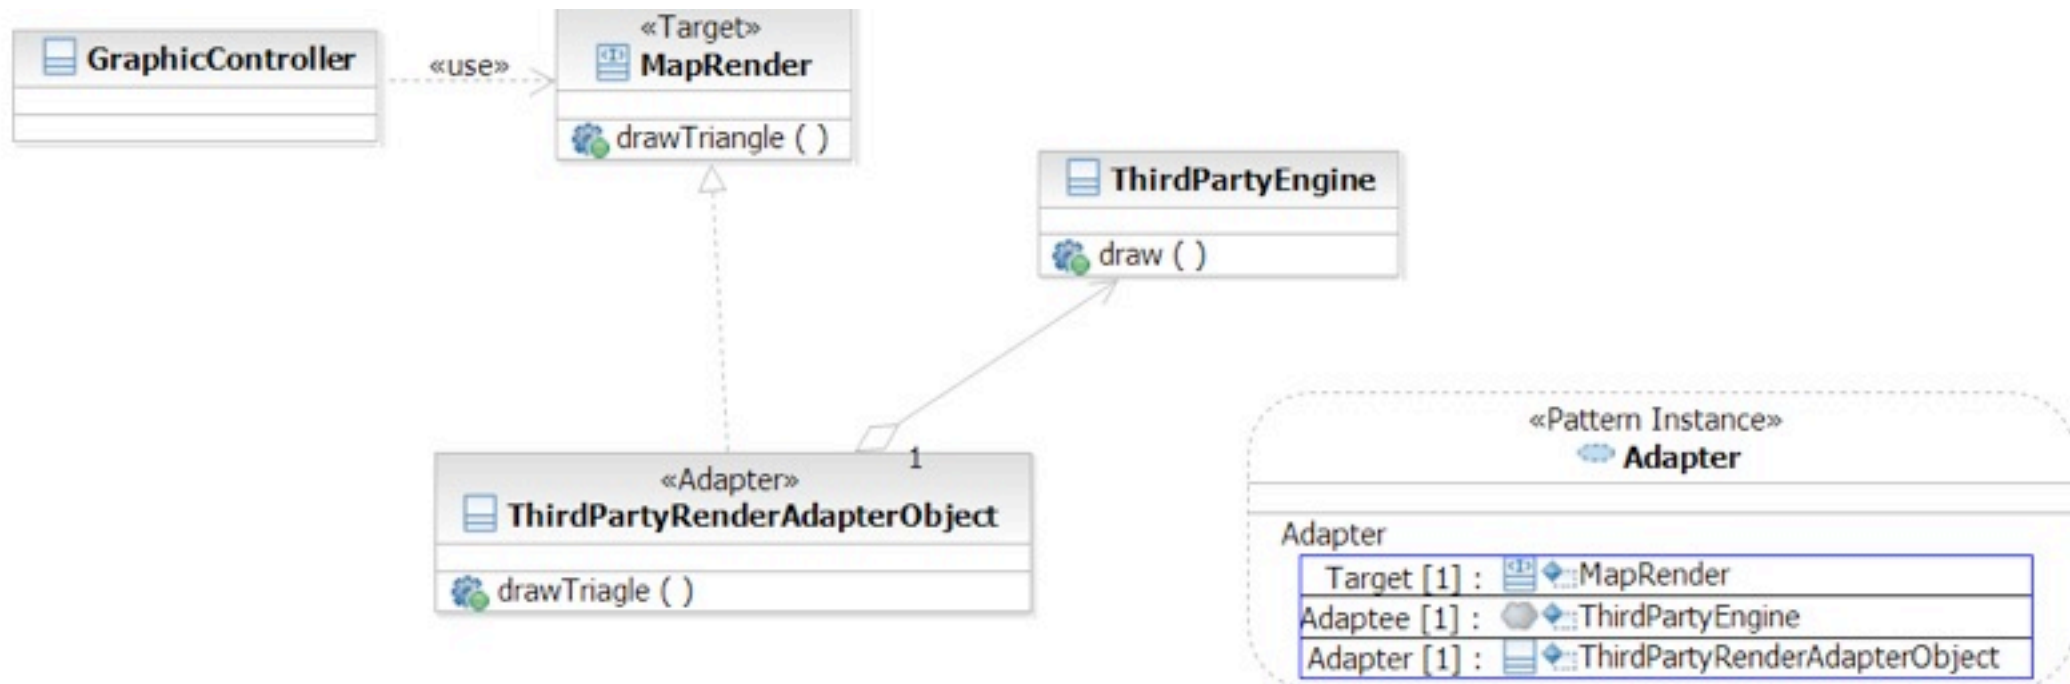 GraphicController
«use»
«Target»
MapRender
drawTriangle ( )
ThirdPartyEngine
draw ( )
1
«Adapter»
ThirdPartyRenderAdapterObject
drawTriagle ( )
«Pattern Instance»
Adapter
Adapter
Target [1] : :MapRender
Adaptee [1] : :ThirdPartyEngine
Adapter [1] : :ThirdPartyRenderAdapterObject